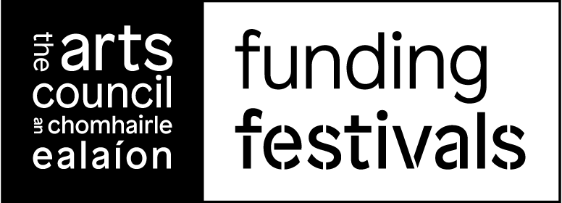 the arts
council
an chomhairle
ealaíon
funding
festivals